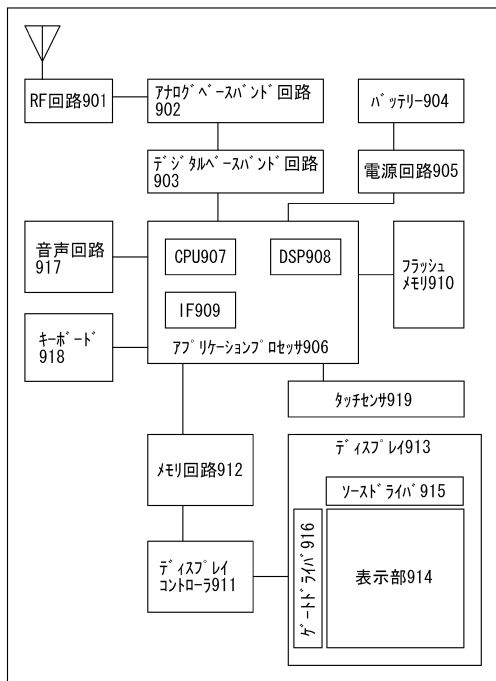 RF回路901
ｱﾅﾛｸﾞﾍﾞｰｽﾊﾞﾝﾄﾞ回路
902
ﾊﾞｯﾃﾘｰ904
ﾃﾞｼﾞﾀﾙﾍﾞｰｽﾊﾞﾝﾄﾞ回路
903
電源回路905
音声回路
917
CPU907
DSP908
IF909
ｱﾌﾟﾘｹｰｼｮﾝﾌﾟﾛｾｯｻ906
ﾌﾗｯｼｭ
ﾒﾓﾘ910
ｷｰﾎﾞｰﾄﾞ
918
ﾀｯﾁｾﾝｻ919
ﾒﾓﾘ回路912
ﾃﾞｨｽﾌﾟﾚｲ913
ｿｰｽﾄﾞﾗｲﾊﾞ915
ｹﾞｰﾄﾄﾞﾗｲﾊﾞ916
表示部914
ﾃﾞｨｽﾌﾟﾚｲ
ｺﾝﾄﾛｰﾗ911